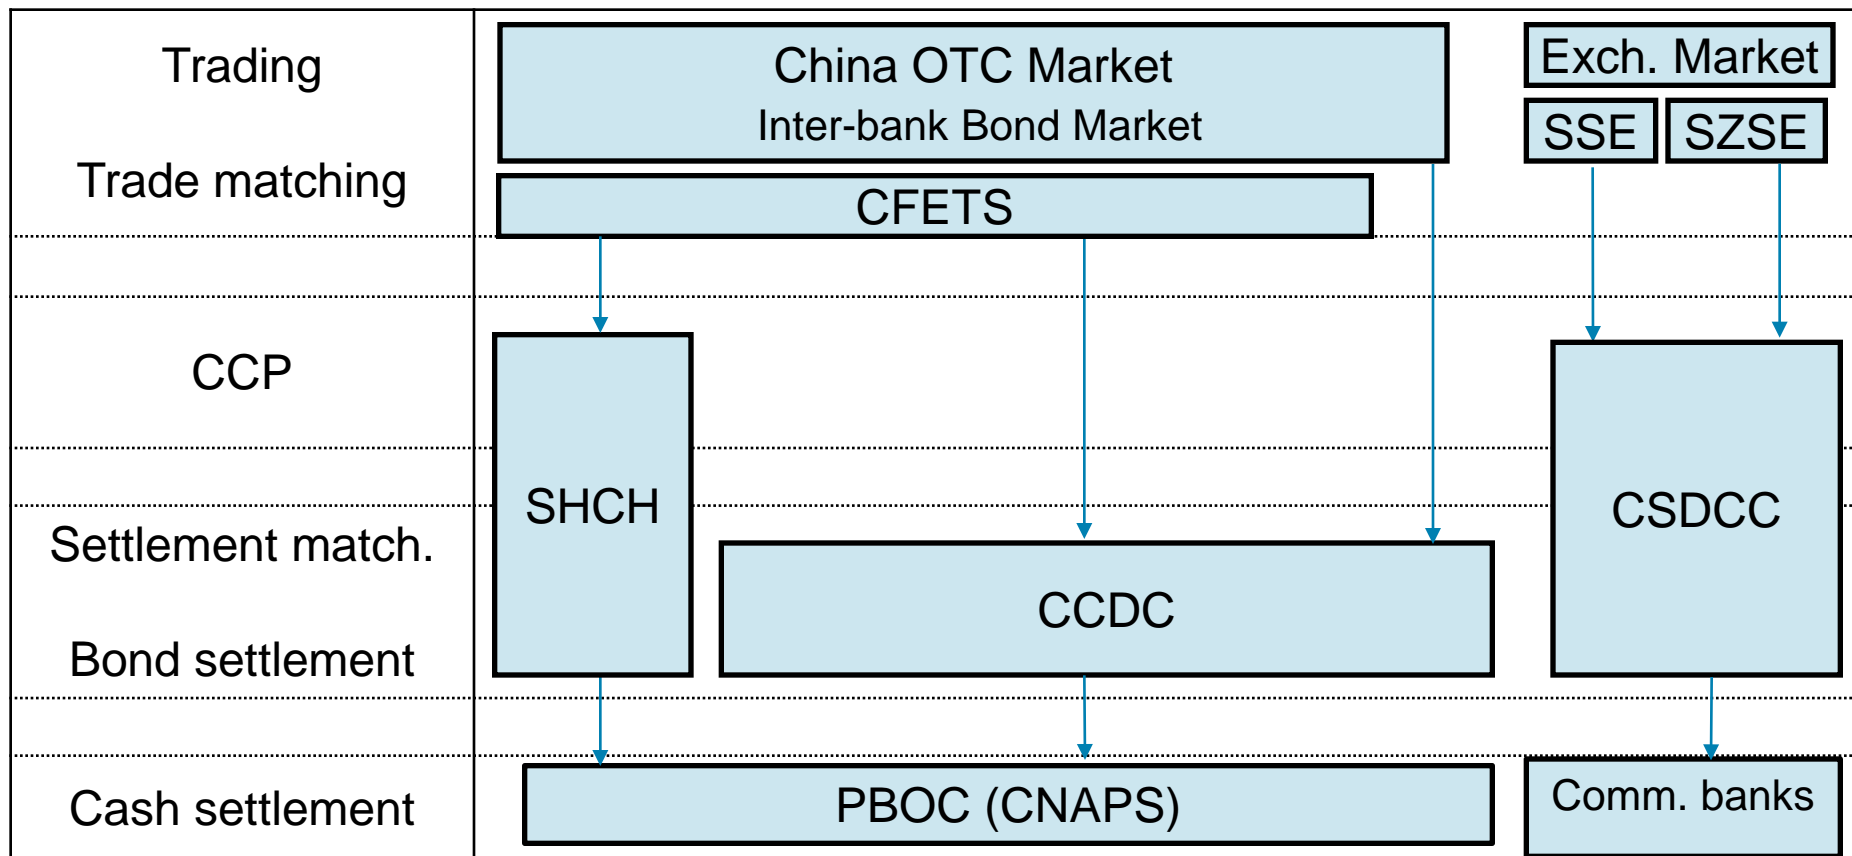 Trading
China OTC Market
Exch. Market
Inter-bank Bond Market
SSE
SZSE
Trade matching
CFETS
CCP
SHCH
CSDCC
Settlement match.
CCDC
Bond settlement
Cash settlement
PBOC (CNAPS)
Comm. banks